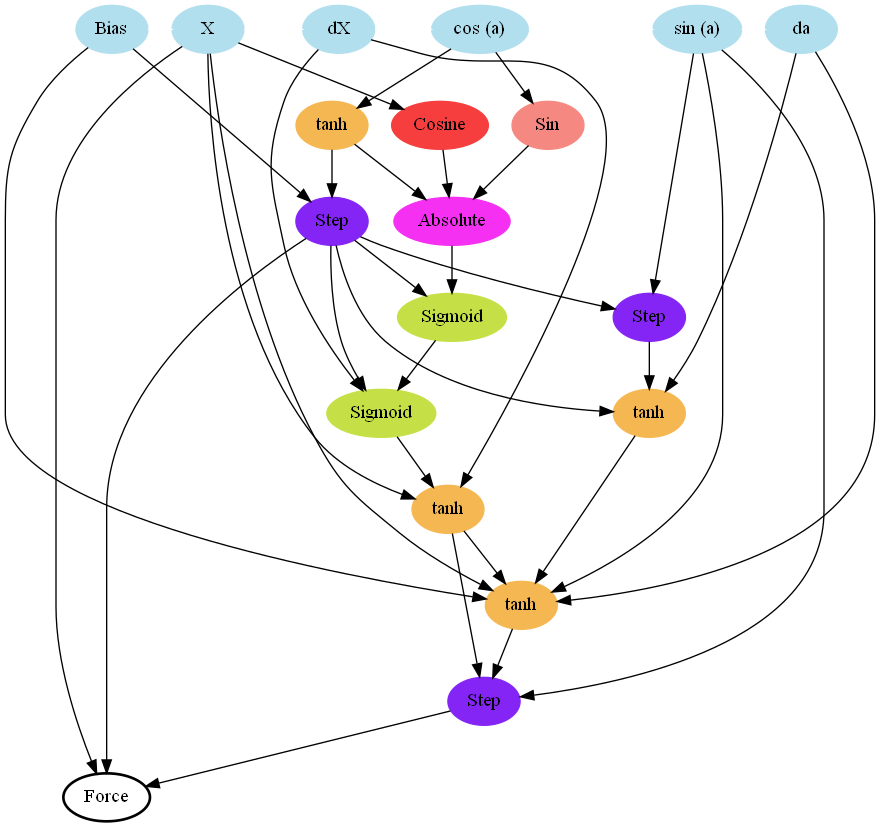 Bias
X
dX
cos (a)
sin (a)
da
tanh
Cosine
Sin
Step
Absolute
Sigmoid
Step
Sigmoid
tanh
tanh
tanh
Step
Force